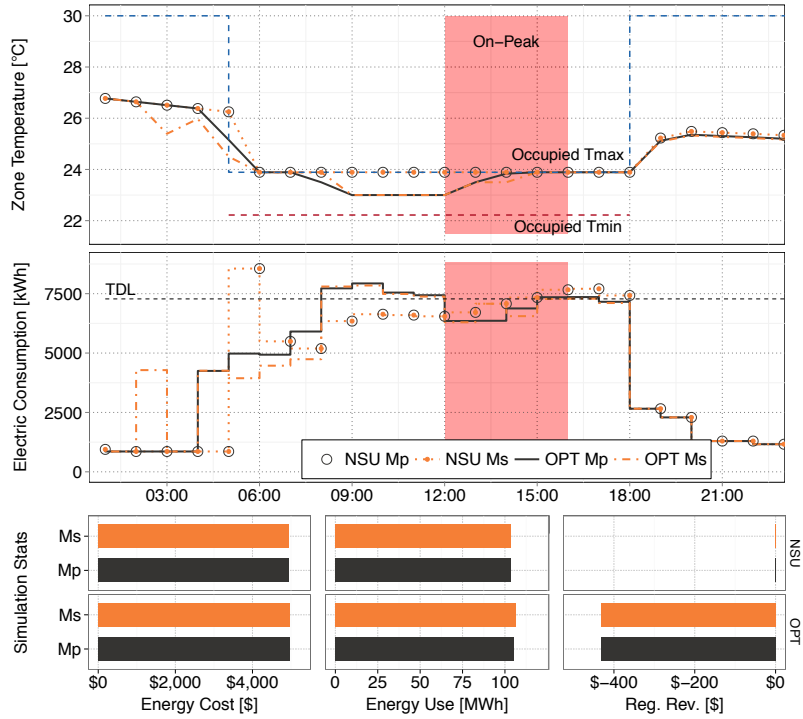 30
28
26
24
22
Zone Temperature [°C]
On−Peak
Occupied Tmax
Occupied Tmin
7500
5000
2500
0
Electric Consumption [kWh]
TDL
NSU Mp NSU Ms OPT Mp OPT Ms
03:00 06:00 09:00 12:00 15:00 18:00 21:00
Simulation Stats
Ms
Mp
NSU
Ms
Mp
OPT
$0 $2,000 $4,000 0 25 50 75 100 $−400 $−200 $0
Energy Cost [$] Energy Use [MWh] Reg. Rev. [$]